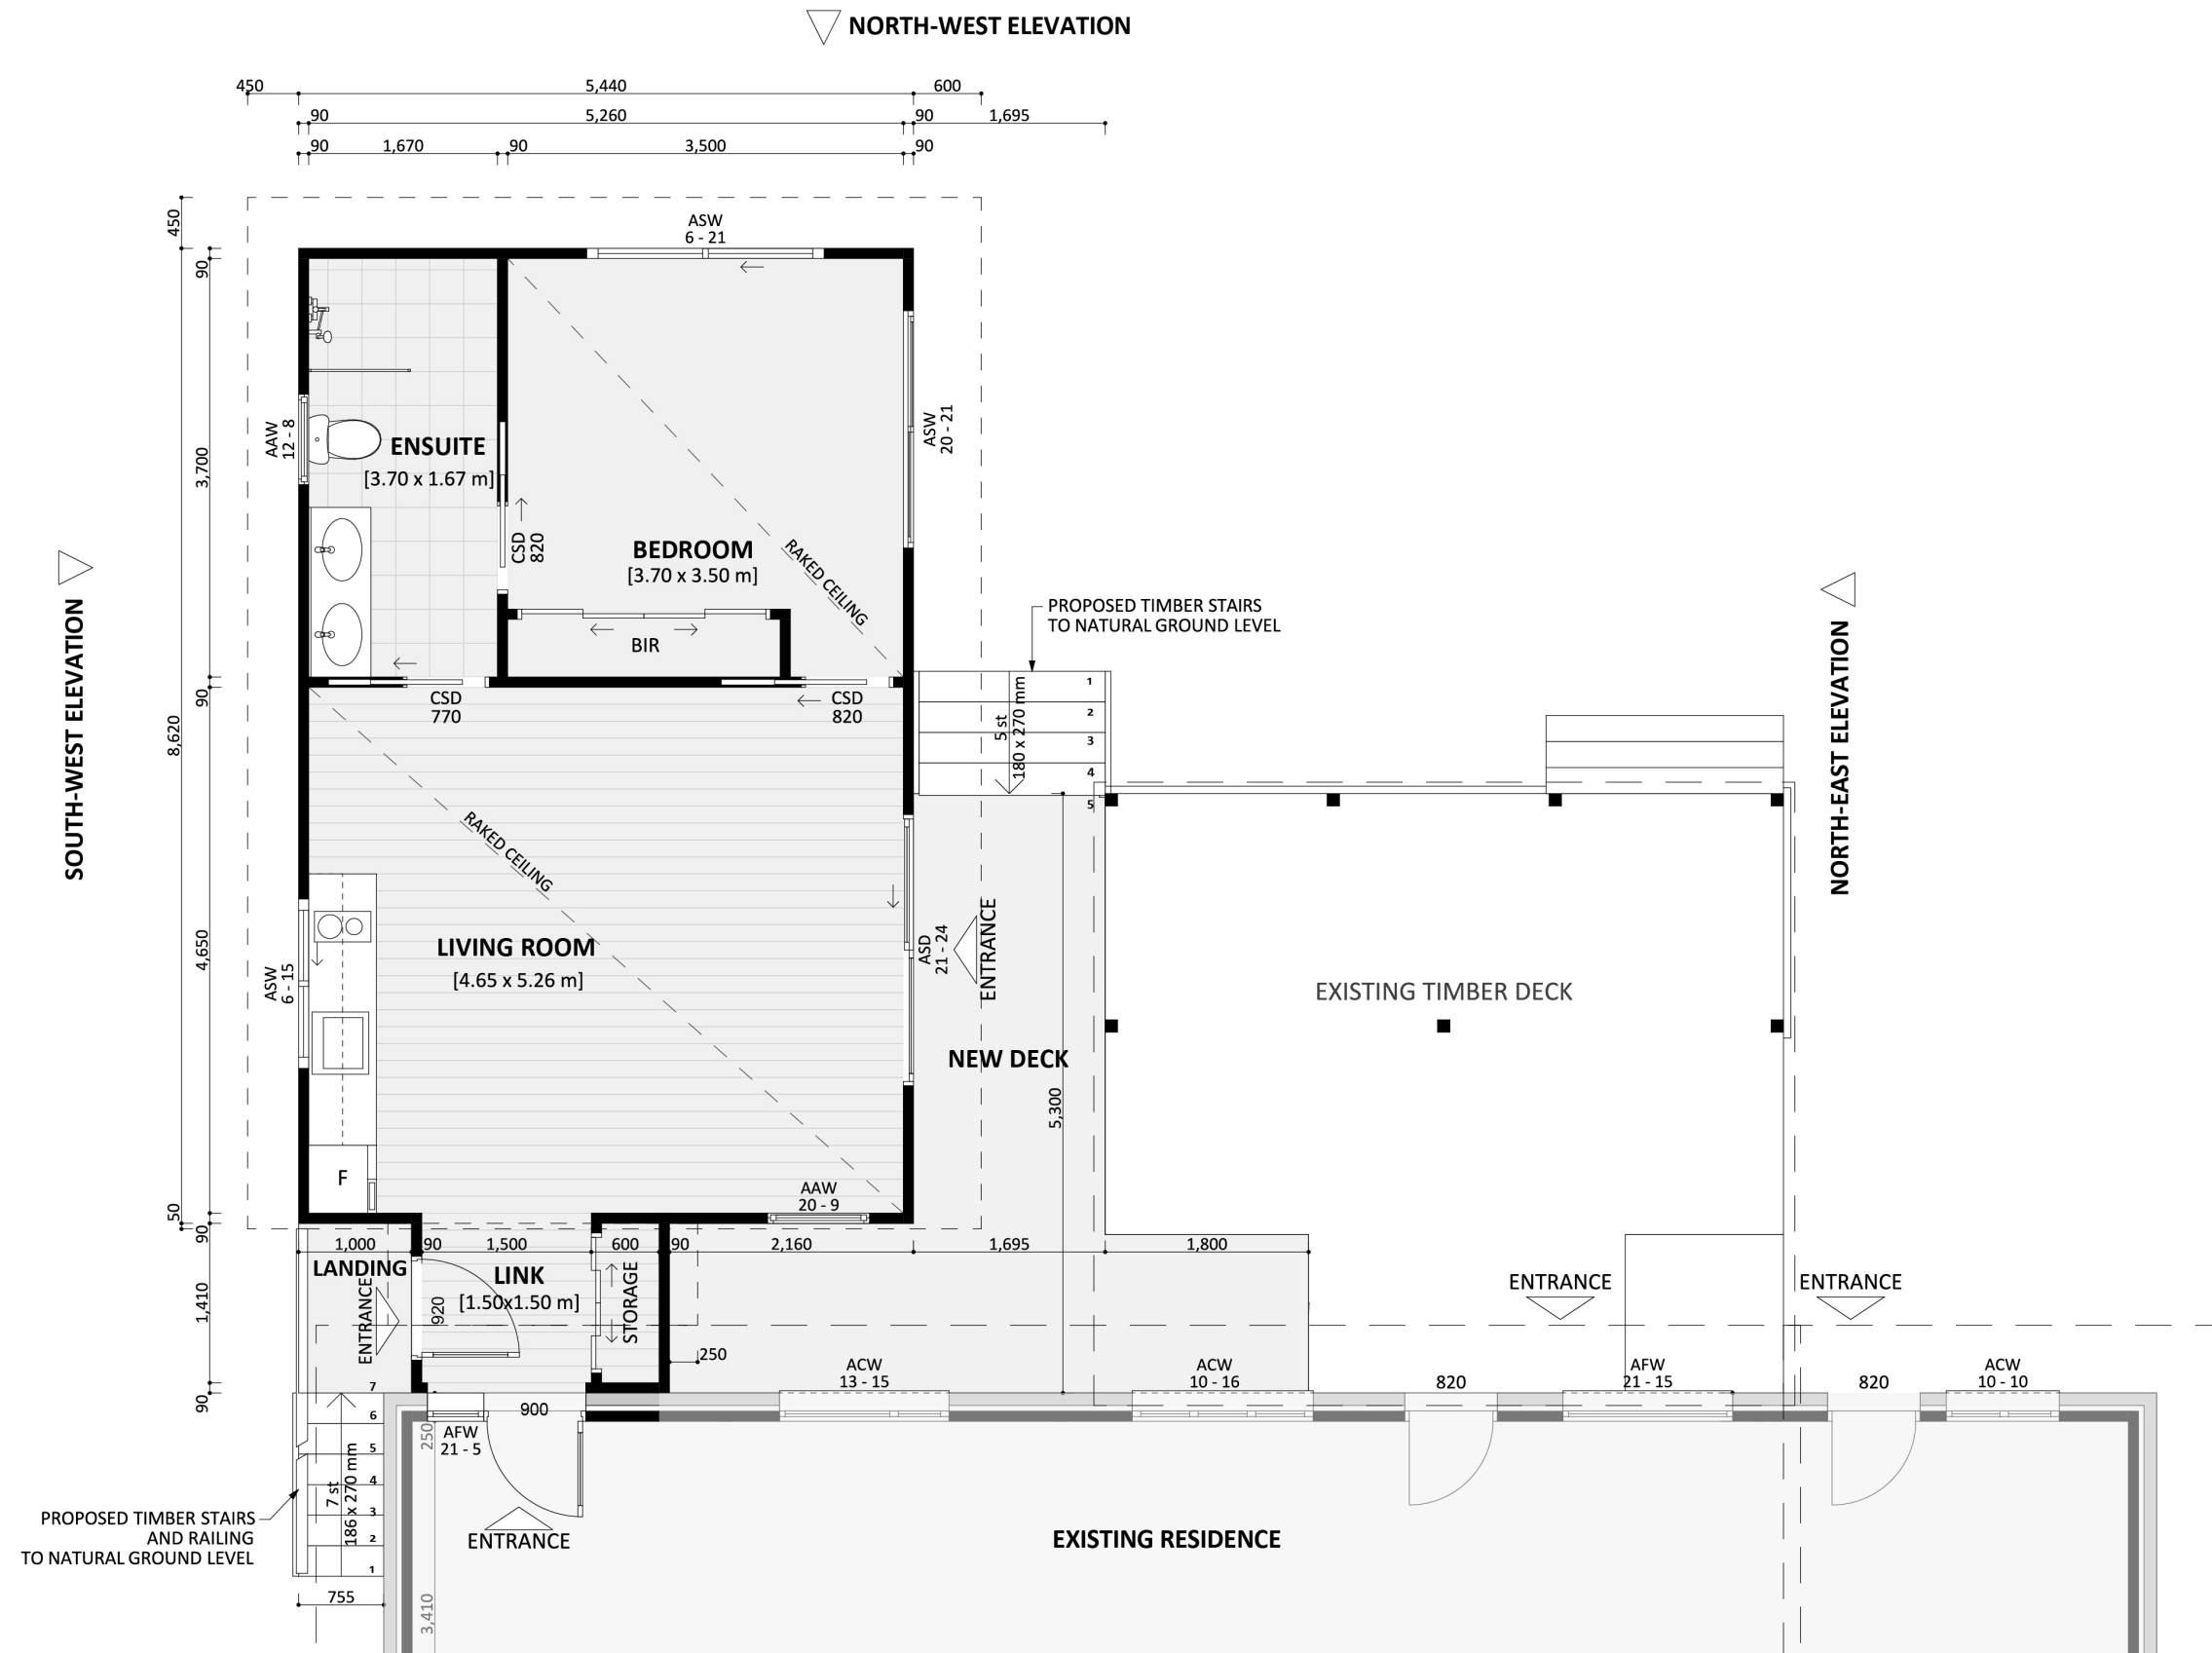 NORTH-WEST ELEVATION
450
5,440
600
90
5,260
90
1,695
90
1,670
90
3,500
90
450
90
3,700
90
8,620
4,650
50
90
1,410
90
SOUTH-WEST ELEVATION
NORTH-EAST ELEVATION
ASW
6 - 21
AAW
12 - 8
ENSUITE
[3.70 x 1.67 m]
ASW
20 - 21
CSD
820
BEDROOM
[3.70 x 3.50 m]
RAKED CEILING
BIR
PROPOSED TIMBER STAIRS
TO NATURAL GROUND LEVEL
CSD
770
CSD
820
5 st
180 x 270 mm
1
2
3
4
5
RAKED CEILING
LIVING ROOM
[4.65 x 5.26 m]
ASW
6 - 15
ASD
21 - 24
ENTRANCE
EXISTING TIMBER DECK
NEW DECK
5,300
F
AAW
20 - 9
1,000
90
1,500
600
90
2,160
1,695
1,800
LANDING
ENTRANCE
LINK
[1.50x1.50 m]
920
STORAGE
250
ENTRANCE
ENTRANCE
ACW
13 - 15
ACW
10 - 16
820
AFW
21 - 15
820
ACW
10 - 10
7
6
5
4
3
2
1
7 st
186 x 270 mm
900
AFW
21 - 5
250
ENTRANCE
PROPOSED TIMBER STAIRS
AND RAILING
TO NATURAL GROUND LEVEL
EXISTING RESIDENCE
755
3,410